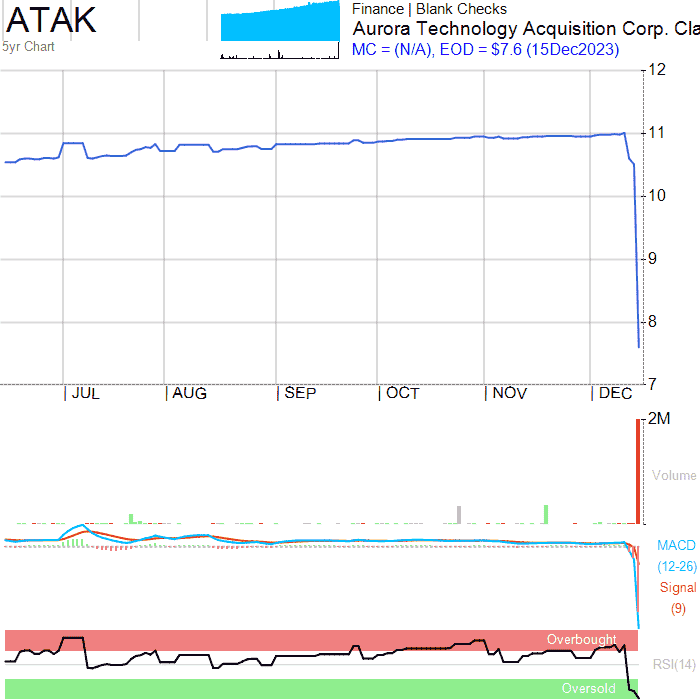 ATAK
5yr Chart
Finance | Blank Checks
Aurora Technology Acquisition Corp. Cla
MC = (N/A), EOD = $7.6 (15Dec2023)
12
11
10
9
8
7
JUL
AUG
SEP
OCT
NOV
DEC
2M
Volume
MACD
(12-26)
Signal
(9)
Overbought
RSI(14)
Oversold